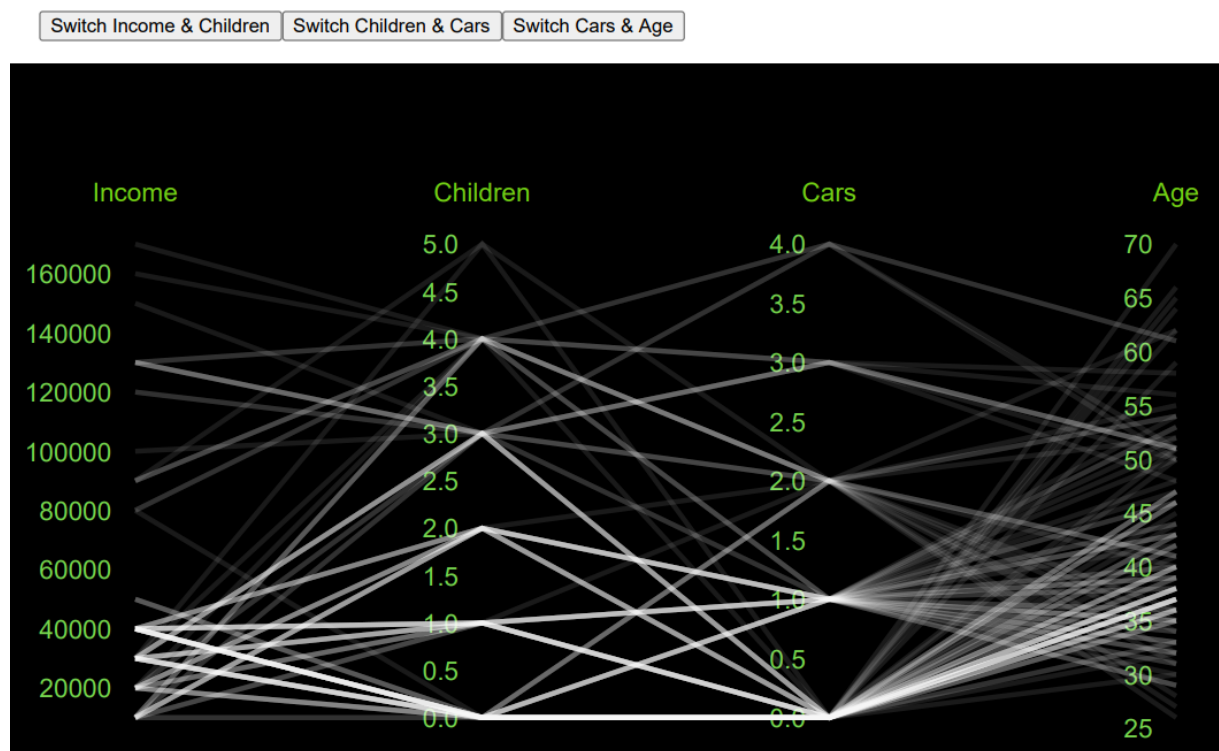 Switch Income & Children Switch Children & Cars Switch Cars & Age
Income Children Cars Age
5.0 4.0 70
160000 4.5 3.5 65
140000 4.0 3.0 60
120000 3.5 2.5 55
100000 3.0 2.0 50
80000 2.5 1.5 45
60000 2.0 1.0 40
40000 1.5 0.5 35
20000 1.0 0.0 30
0.5 25
0.0